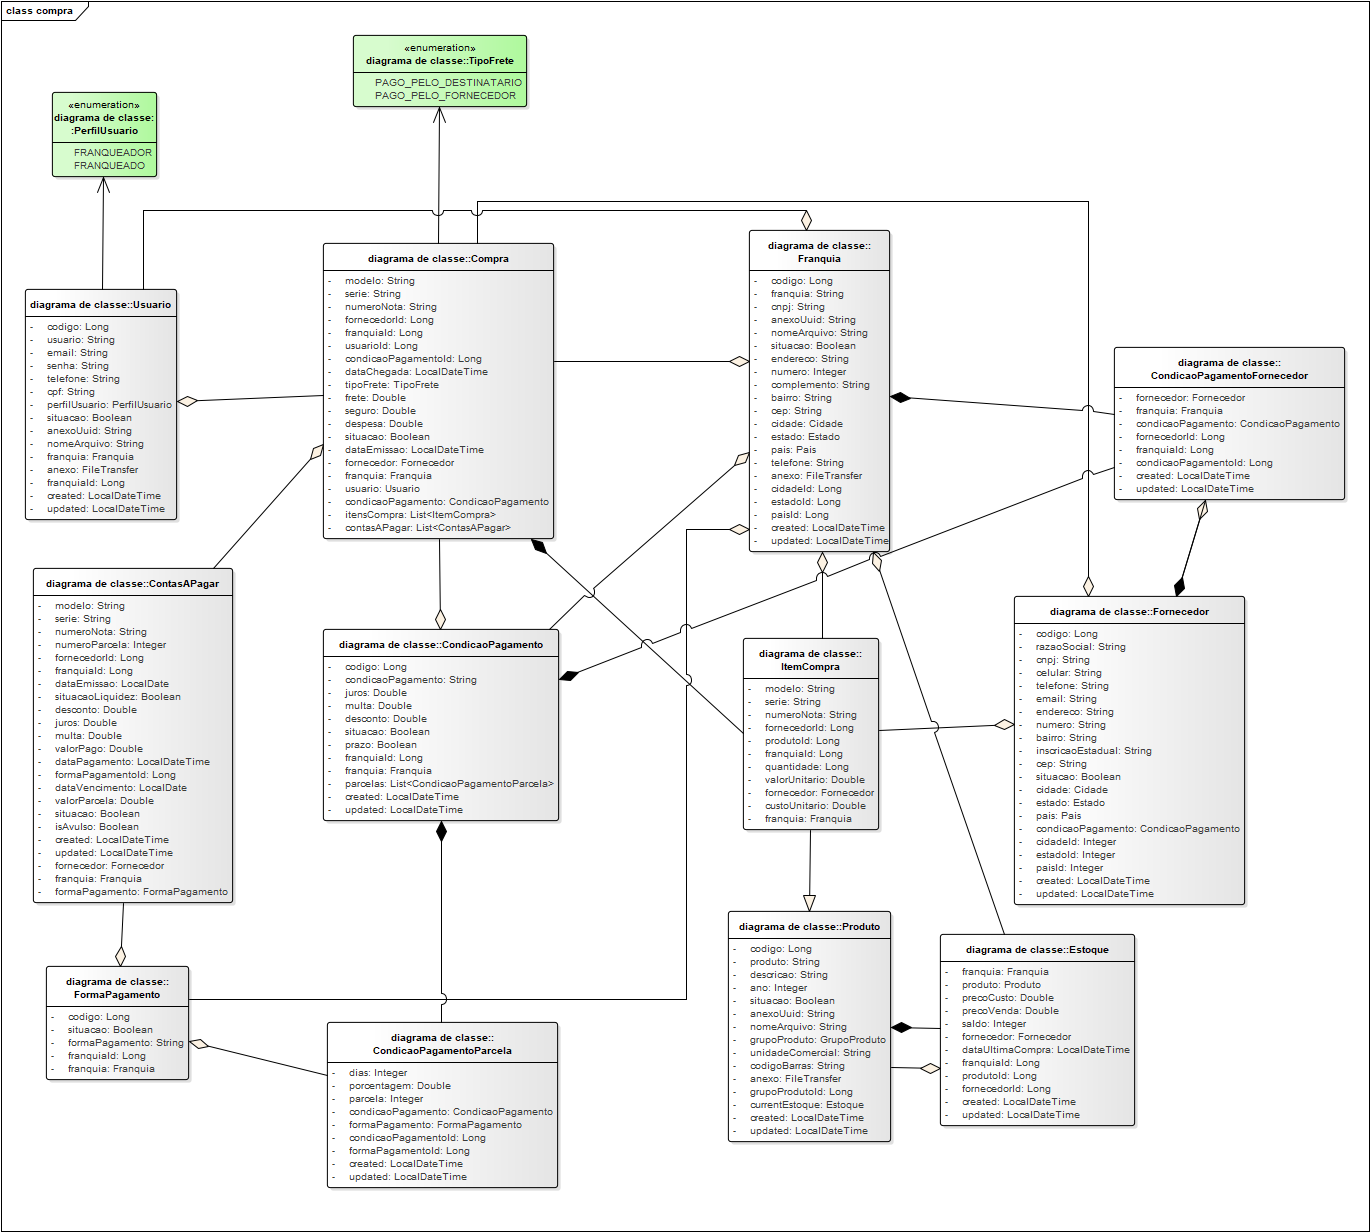 class compra
«enumeration»
diagrama de classe::TipoFrete
PAGO_PELO_DESTINATARIO
PAGO_PELO_FORNECEDOR
«enumeration»
diagrama de classe:
:PerfilUsuario
FRANQUEADOR
FRANQUEADO
diagrama de classe::Usuario
- codigo: Long
- usuario: String
- email: String
- senha: String
- telefone: String
- cpf: String
- perfilUsuario: PerfilUsuario
- situacao: Boolean
- anexoUuid: String
- nomeArquivo: String
- franquia: Franquia
- anexo: FileTransfer
- franquiaId: Long
- created: LocalDateTime
- updated: LocalDateTime
diagrama de classe::Compra
- modelo: String
- serie: String
- numeroNota: String
- fornecedorId: Long
- franquiaId: Long
- usuarioId: Long
- condicaoPagamentoId: Long
- dataChegada: LocalDateTime
- tipoFrete: TipoFrete
- frete: Double
- seguro: Double
- despesa: Double
- situacao: Boolean
- dataEmissao: LocalDateTime
- fornecedor: Fornecedor
- franquia: Franquia
- usuario: Usuario
- condicaoPagamento: CondicaoPagamento
- itensCompra: List<ItemCompra>
- contasAPagar: List<ContasAPagar>
diagrama de classe::
Franquia
- codigo: Long
- franquia: String
- cnpj: String
- anexoUuid: String
- nomeArquivo: String
- situacao: Boolean
- endereco: String
- numero: Integer
- complemento: String
- bairro: String
- cep: String
- cidade: Cidade
- estado: Estado
- pais: Pais
- telefone: String
- anexo: FileTransfer
- cidadeId: Long
- estadoId: Long
- paisId: Long
- created: LocalDateTime
- updated: LocalDateTime
diagrama de classe::
CondicaoPagamentoFornecedor
- fornecedor: Fornecedor
- franquia: Franquia
- condicaoPagamento: CondicaoPagamento
- fornecedorId: Long
- franquiaId: Long
- condicaoPagamentoId: Long
- created: LocalDateTime
- updated: LocalDateTime
diagrama de classe::ContasAPagar
- modelo: String
- serie: String
- numeroNota: String
- numeroParcela: Integer
- fornecedorId: Long
- franquiaId: Long
- dataEmissao: LocalDate
- situacaoLiquidez: Boolean
- desconto: Double
- juros: Double
- multa: Double
- valorPago: Double
- dataPagamento: LocalDateTime
- formaPagamentoId: Long
- dataVencimento: LocalDate
- valorParcela: Double
- situacao: Boolean
- isAvulso: Boolean
- created: LocalDateTime
- updated: LocalDateTime
- fornecedor: Fornecedor
- franquia: Franquia
- formaPagamento: FormaPagamento
diagrama de classe::CondicaoPagamento
- codigo: Long
- condicaoPagamento: String
- juros: Double
- multa: Double
- desconto: Double
- situacao: Boolean
- prazo: Boolean
- franquiaId: Long
- franquia: Franquia
- parcelas: List<CondicaoPagamentoParcela>
- created: LocalDateTime
- updated: LocalDateTime
diagrama de classe::
ItemCompra
- modelo: String
- serie: String
- numeroNota: String
- fornecedorId: Long
- produtoId: Long
- franquiaId: Long
- quantidade: Long
- valorUnitario: Double
- fornecedor: Fornecedor
- custoUnitario: Double
- franquia: Franquia
diagrama de classe::Fornecedor
- codigo: Long
- razaoSocial: String
- cnpj: String
- celular: String
- telefone: String
- email: String
- endereco: String
- numero: String
- bairro: String
- inscricaoEstadual: String
- cep: String
- situacao: Boolean
- cidade: Cidade
- estado: Estado
- pais: Pais
- condicaoPagamento: CondicaoPagamento
- cidadeId: Integer
- estadoId: Integer
- paisId: Integer
- created: LocalDateTime
- updated: LocalDateTime
diagrama de classe::
FormaPagamento
- codigo: Long
- situacao: Boolean
- formaPagamento: String
- franquiaId: Long
- franquia: Franquia
diagrama de classe::
CondicaoPagamentoParcela
- dias: Integer
- porcentagem: Double
- parcela: Integer
- condicaoPagamento: CondicaoPagamento
- formaPagamento: FormaPagamento
- condicaoPagamentoId: Long
- formaPagamentoId: Long
- created: LocalDateTime
- updated: LocalDateTime
diagrama de classe::Produto
- codigo: Long
- produto: String
- descricao: String
- ano: Integer
- situacao: Boolean
- anexoUuid: String
- nomeArquivo: String
- grupoProduto: GrupoProduto
- unidadeComercial: String
- codigoBarras: String
- anexo: FileTransfer
- grupoProdutoId: Long
- currentEstoque: Estoque
- created: LocalDateTime
- updated: LocalDateTime
diagrama de classe::Estoque
- franquia: Franquia
- produto: Produto
- precoCusto: Double
- precoVenda: Double
- saldo: Integer
- fornecedor: Fornecedor
- dataUltimaCompra: LocalDateTime
- franquiaId: Long
- produtoId: Long
- fornecedorId: Long
- created: LocalDateTime
- updated: LocalDateTime